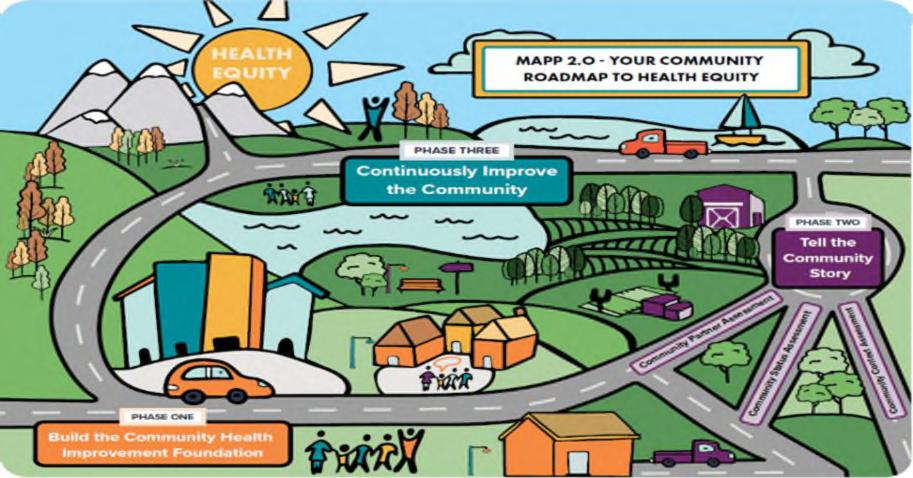 HEALTH
EQUITY
MAPP 2.0 - YOUR COMMUNITY
ROADMAP TO HEALTH EQUITY
PHASE THREE
Continuously Improve
the Community
PHASE TWO
Tell the
Community
Story
Community Partner Assessment
Community Status Assessment
Community Context Assessment
PHASE ONE
Build the Community Health
Improvement Foundation